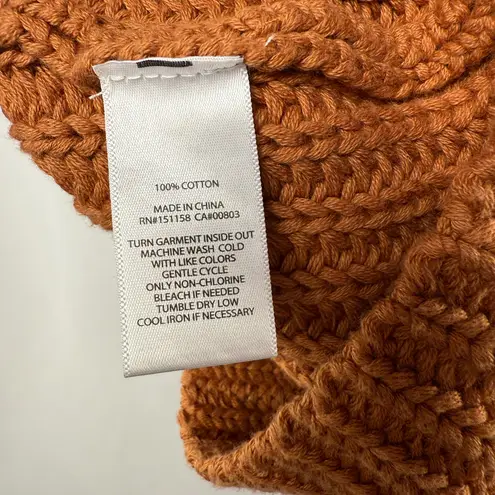 100% COTTON
MADE IN CHINA
RN#151158 CA#00803
TURN GARMENT INSIDE OUT
MACHINE WASH COLD
WITH LIKE COLORS
GENTLE CYCLE
ONLY NON-CHLORINE
BLEACH IF NEEDED
TUMBLE DRY LOW
COOL IRON IF NECESSARY